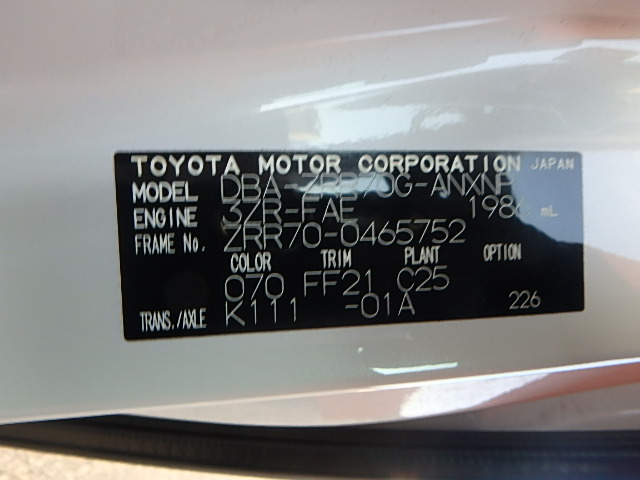 TOYOTA MOTOR CORPORATION JAPAN
MODEL DBA-ZRR70G-ANXNP
ENGINE 3ZR-FAE 1986 mL
FRAME No. ZRR70-0465752
COLOR TRIM PLANT OPTION
070 FF21 C25
TRANS./AXLE K111 -01A 226